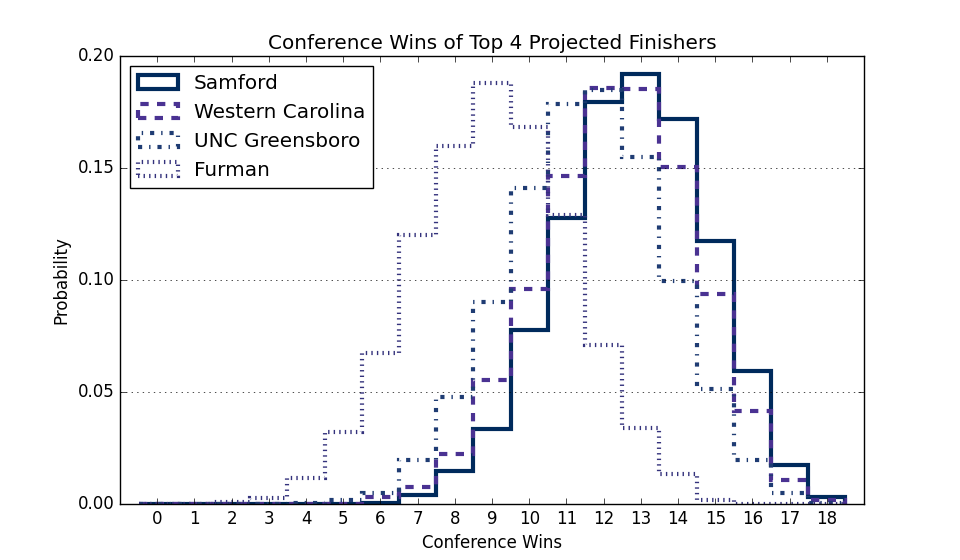 Conference Wins of Top 4 Projected Finishers
Samford
Western Carolina
UNC Greensboro
Furman
0.20
0.15
0.10
0.05
0.00
Probability
0 1 2 3 4 5 6 7 8 9 10 11 12 13 14 15 16 17 18
Conference Wins